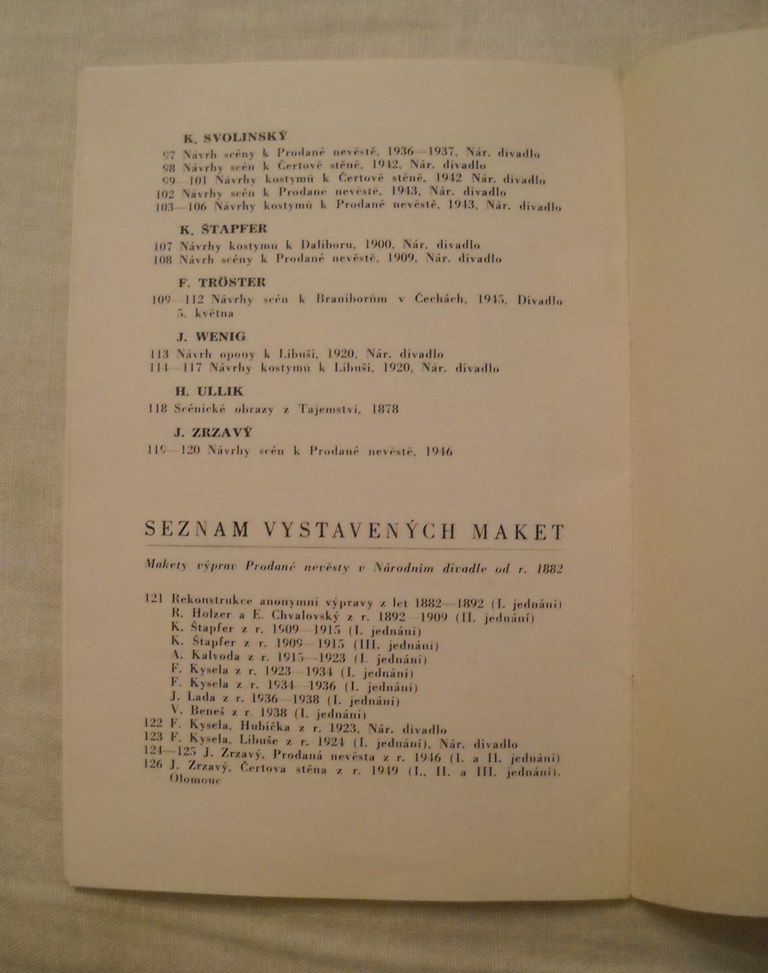 K. SVOLINSKÝ
97 Návrh scény k Prodané nevěstě, 1936—1937, Nár. divadlo
98 Návrhy scén k Čertově stěně, 1942, Nár. divadlo
99—101 Návrhy kostymů k Čertově stěně, 1942 Nár. divadlo
102 Návrhy scén k Prodané nevěstě, 1943, Nár. divadlo
103—106 Návrhy kostymů k Prodané nevěstě, 1943, Nár. divadlo
K. ŠTAPFER
107 Návrhy kostymu k Daliboru, 1900, Nár. divadlo
108 Návrh scény k Prodané nevěstě, 1909, Nár. divadlo
F. TRÖSTER
109—112 Návrhy scén k Braniborům v Čechách, 1945, Divadlo
5. května
J. WENIG
113 Návrh opony k Libuši, 1920, Nár. divadlo
114—117 Návrhy kostymů k Libuši, 1920, Nár. divadlo
H. ULLIK
118 Scénické obrazy z Tajemství, 1878
J. ZRZAVÝ
119—120 Návrhy scén k Prodané nevěstě, 1946
SEZNAM VYSTAVENÝCH MAKET
Makety výprav Prodané nevěsty v Národním divadle od r. 1882
121 Rekonstrukce anonymní výpravy z let 1882—1892 (I. jednání)
R. Holzer a E. Chvalovský z r. 1892—1909 (II. jednání)
K. Štapfer z r. 1909—1915 (I. jednání)
K. Štapfer z r. 1909—1915 (III. jednání)
A. Kalvoda z r. 1915—1923 (I. jednání)
F. Kysela z r. 1923—1934 (I. jednání)
F. Kysela z r. 1934—1936 (I. jednání)
J. Lada z r. 1936—1938 (I. jednání)
V. Beneš z r. 1938 (I. jednání)
122 F. Kysela, Hubička z r. 1923, Nár. divadlo
123 F. Kysela, Libuše z r. 1924 (I. jednání), Nár. divadlo
124—125 J. Zrzavý, Prodaná nevěsta z r. 1946 (I. a II. jednání)
126 J. Zrzavý, Čertova stěna z r. 1949 (I., II. a III. jednání),
Olomouc